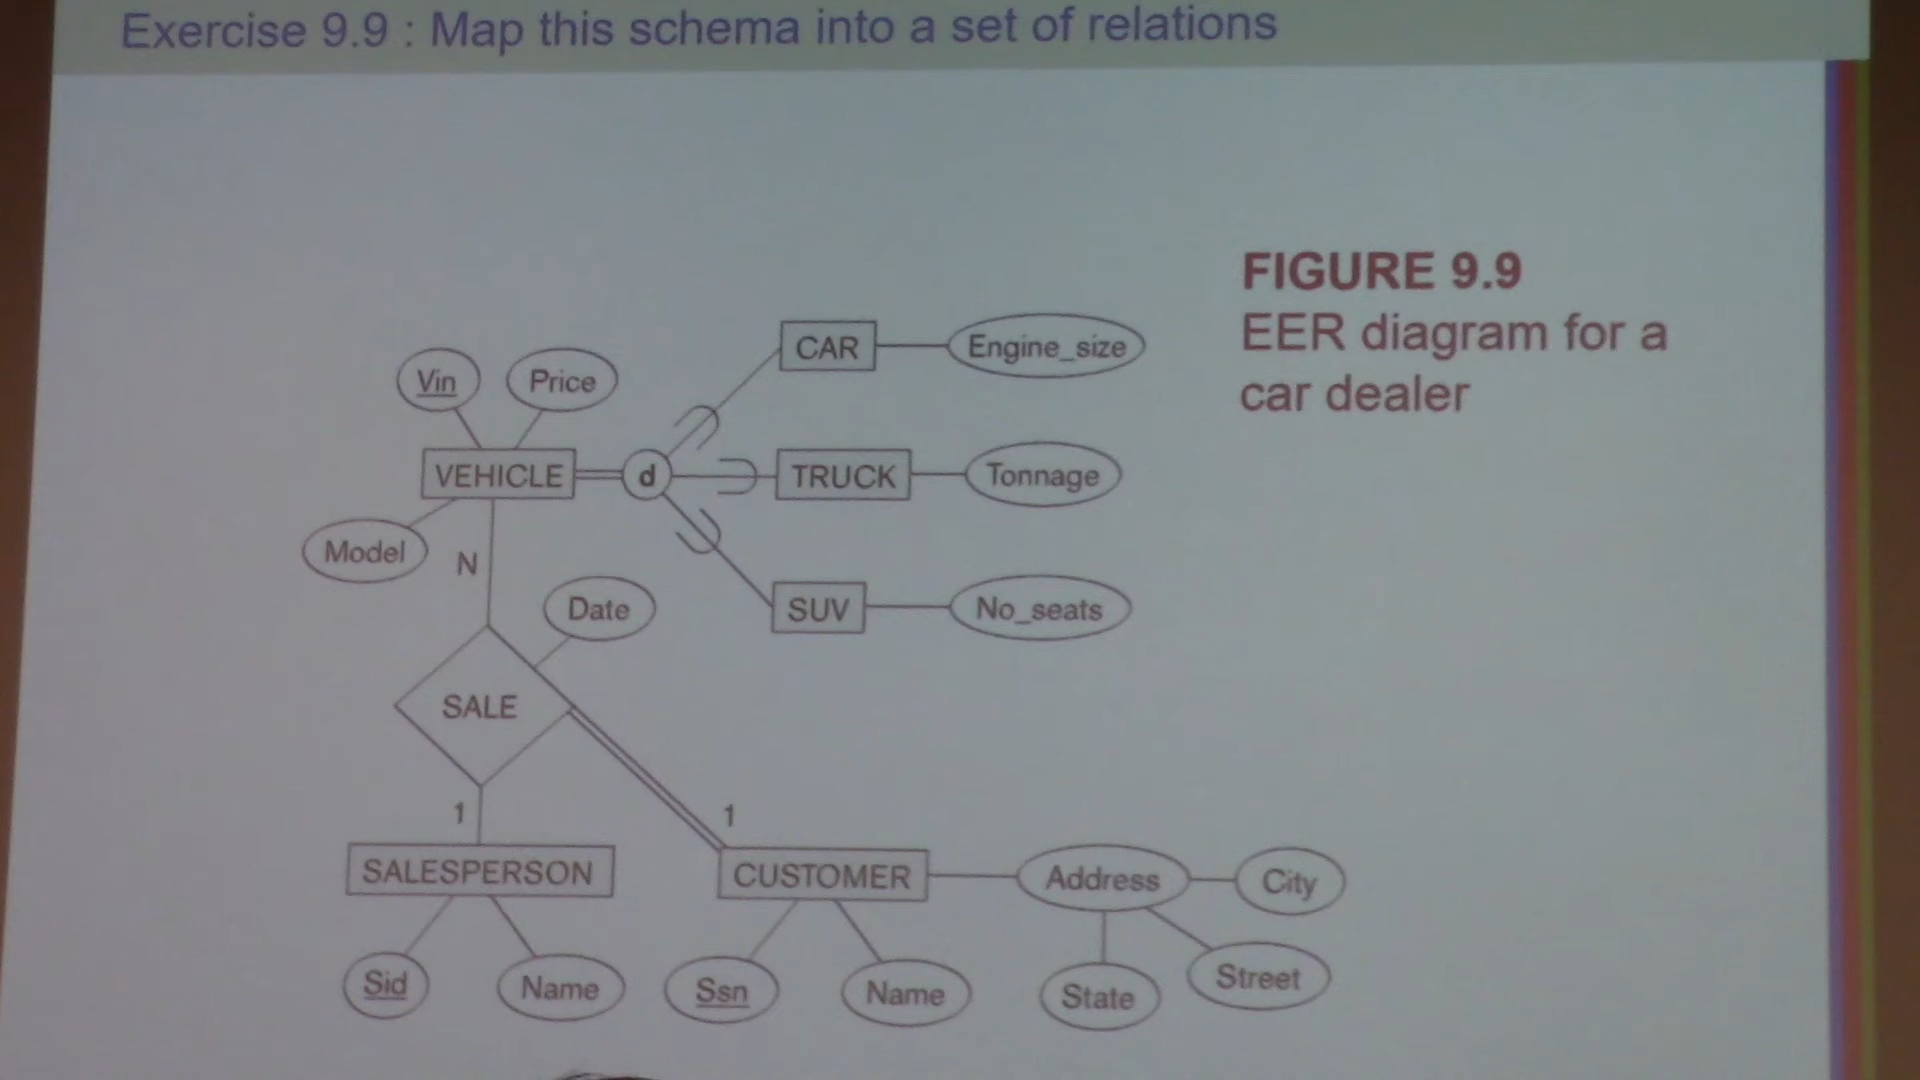 Exercise 9.9 : Map this schema into a set of relations
FIGURE 9.9
EER diagram for a
car dealer
CAR
Engine_size
Vin
Price
VEHICLE
d
TRUCK
Tonnage
Model
N
Date
SUV
No_seats
SALE
1
1
SALESPERSON
CUSTOMER
Address
City
Sid
Name
Ssn
Name
State
Street